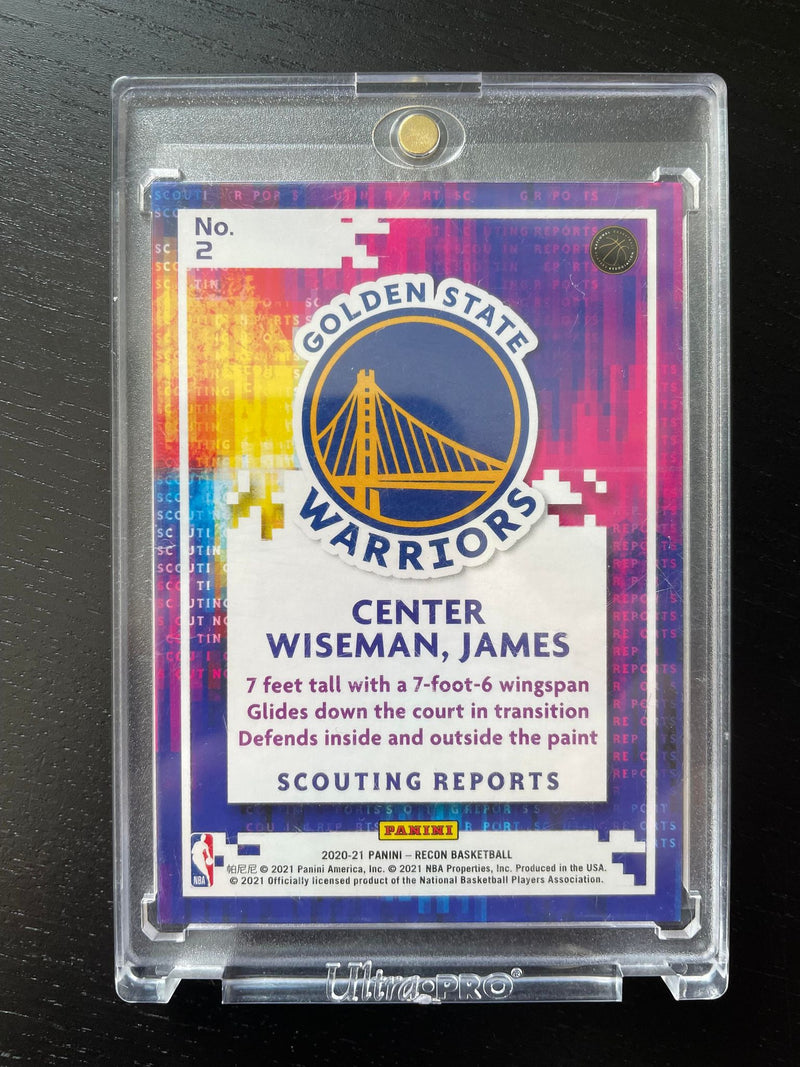 No.
2
GOLDEN STATE
WARRIORS
CENTER
WISEMAN, JAMES
7 feet tall with a 7-foot-6 wingspan
Glides down the court in transition
Defends inside and outside the paint
SCOUTING REPORTS
PANINI
2020-21 PANINI – RECON BASKETBALL
帕尼尼 © 2021 Panini America, Inc. © 2021 NBA Properties, Inc. Produced in the USA.
© 2021 Officially licensed product of the National Basketball Players Association.
NBA
Ultra·PRO®